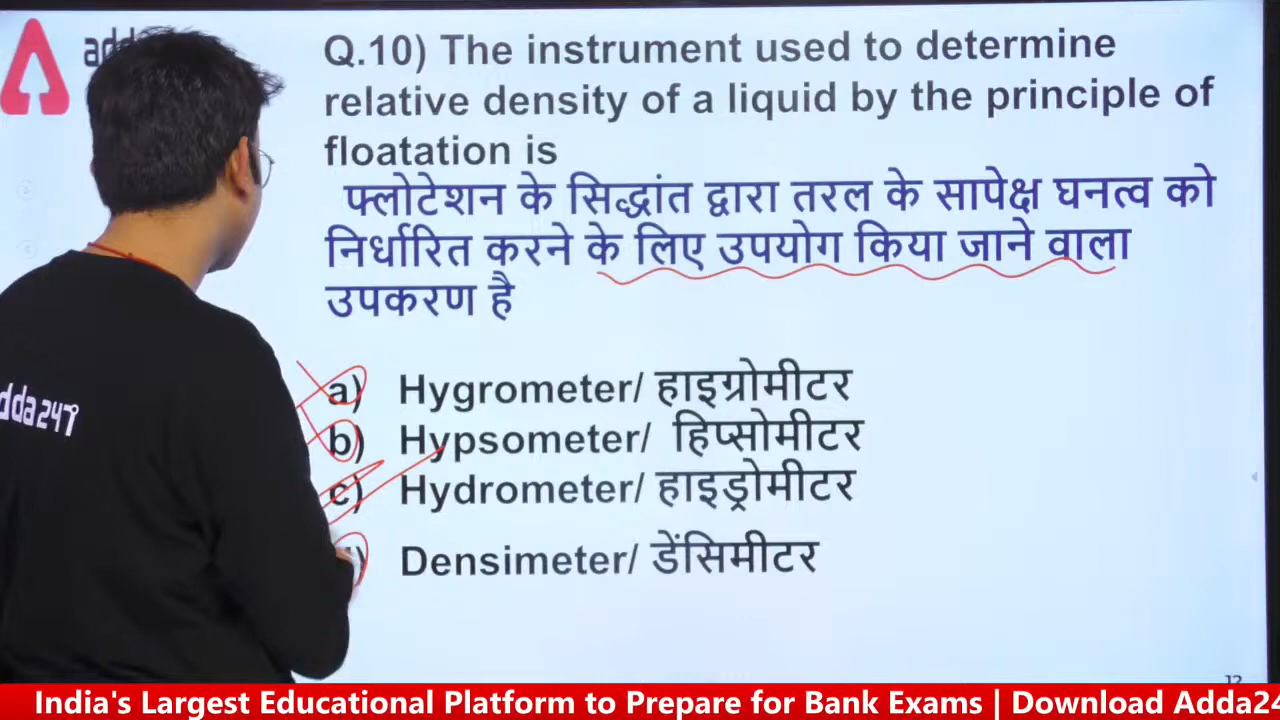 Q.10) The instrument used to determine
relative density of a liquid by the principle of
floatation is
फ्लोटेशन के सिद्धांत द्वारा तरल के सापेक्ष घनत्व को
निर्धारित करने के लिए उपयोग किया जाने वाला
उपकरण है
a) Hygrometer/ हाइग्रोमीटर
b) Hypsometer/ हिप्सोमीटर
c) Hydrometer/ हाइड्रोमीटर
Densimeter/ डेंसिमीटर
adda247
India's Largest Educational Platform to Prepare for Bank Exams | Download Adda24